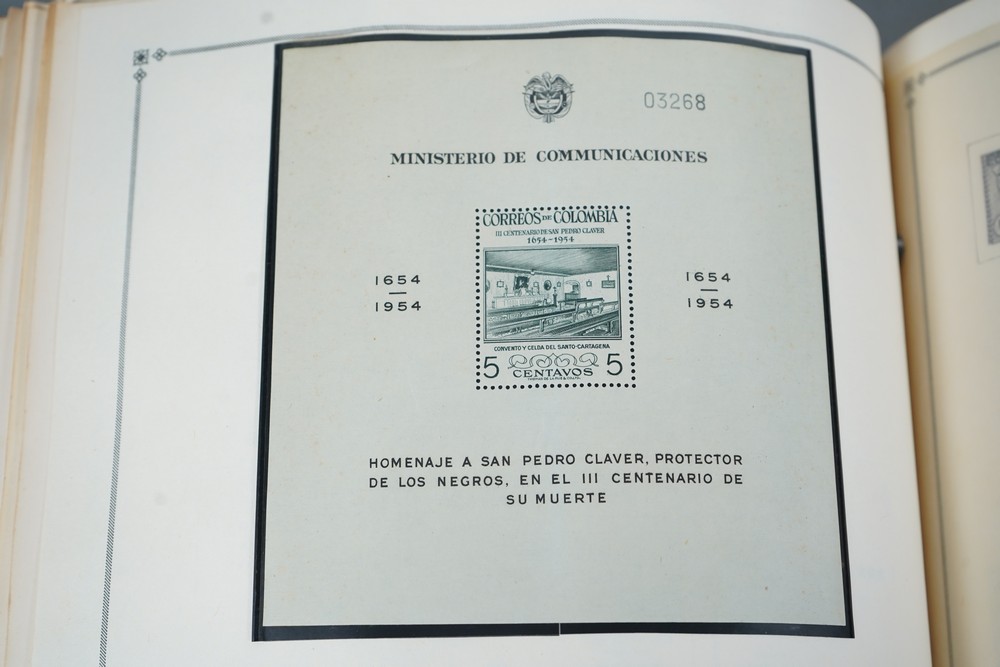 03268
MINISTERIO DE COMMUNICACIONES
CORREOS DE COLOMBIA
III CENTENARIO DE SAN PEDRO CLAVER
1654-1954
1654
1954
1654
1954
CONVENTO Y CELDA DEL SANTO-CARTAGENA
5 CENTAVOS 5
HOMENAJE A SAN PEDRO CLAVER, PROTECTOR
DE LOS NEGROS, EN EL III CENTENARIO DE
SU MUERTE